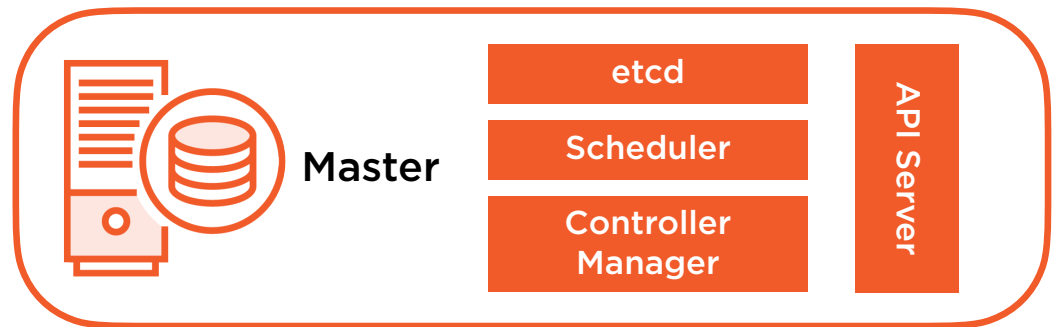 Master
etcd
Scheduler
Controller
Manager
API Server